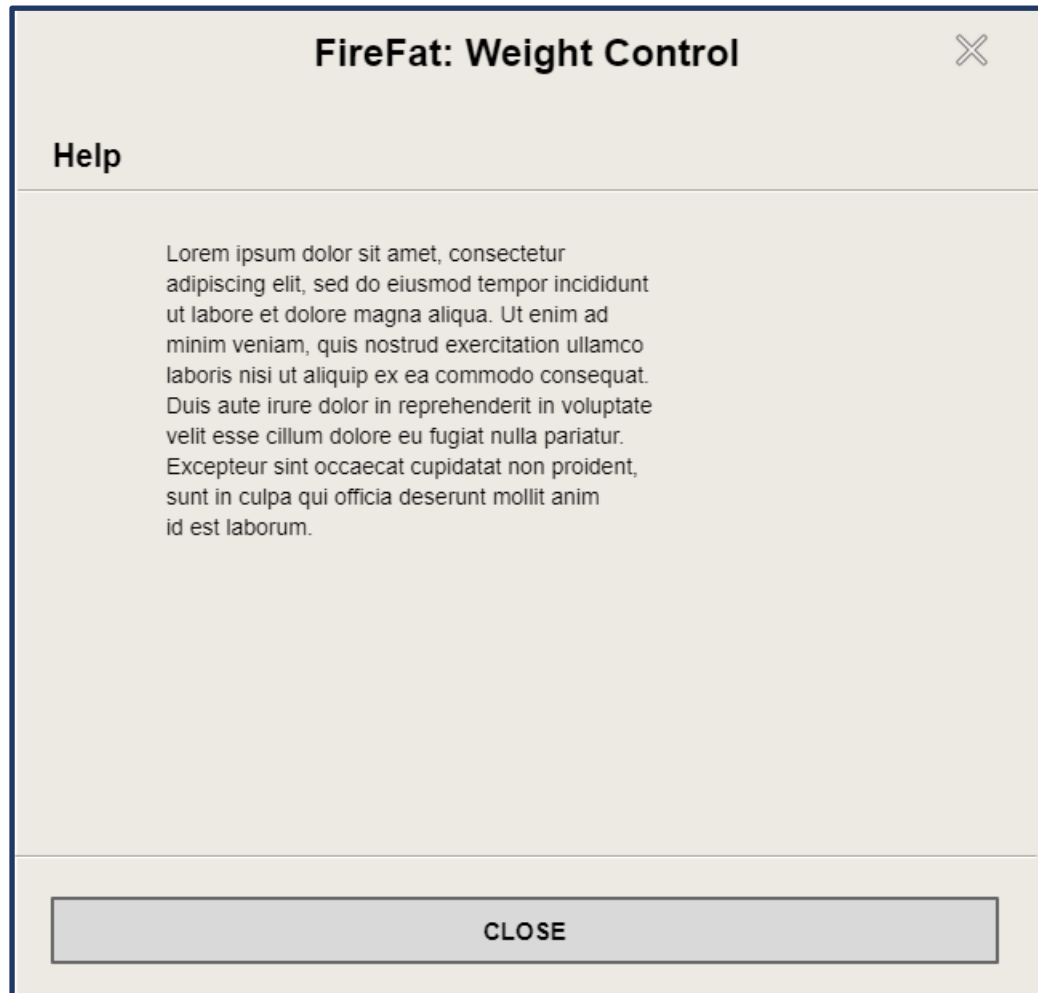 FireFat: Weight Control
Help
Lorem ipsum dolor sit amet, consectetur
adipiscing elit, sed do eiusmod tempor incididunt
ut labore et dolore magna aliqua. Ut enim ad
minim veniam, quis nostrud exercitation ullamco
laboris nisi ut aliquip ex ea commodo consequat.
Duis aute irure dolor in reprehenderit in voluptate
velit esse cillum dolore eu fugiat nulla pariatur.
Excepteur sint occaecat cupidatat non proident,
sunt in culpa qui officia deserunt mollit anim
id est laborum.
CLOSE